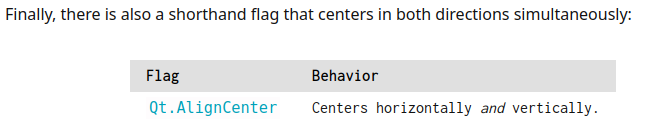 Finally, there is also a shorthand flag that centers in both directions simultaneously:
Flag Behavior
Qt.AlignCenter Centers horizontally and vertically.